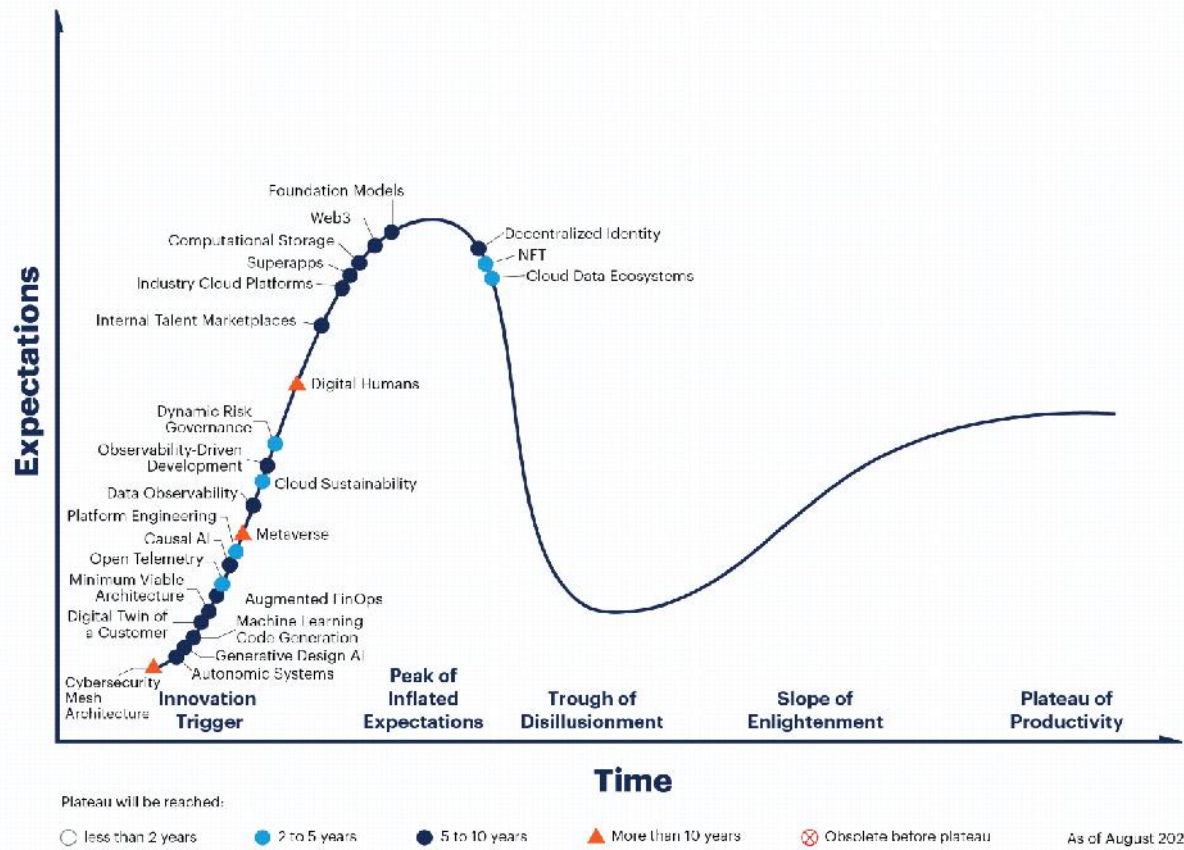 Foundation Models
Web3
Computational Storage
Superapps
Industry Cloud Platforms
Internal Talent Marketplaces
Decentralized Identity
NFT
Cloud Data Ecosystems
Digital Humans
Dynamic Risk
Governance
Observability-Driven
Development
Cloud Sustainability
Data Observability
Platform Engineering
Metaverse
Causal AI
Open Telemetry
Minimum Viable
Architecture
Augmented FinOps
Digital Twin of
a Customer
Machine Learning
Code Generation
Generative Design AI
Autonomic Systems
Cybersecurity
Mesh
Architecture
Expectations
Innovation
Trigger
Peak of
Inflated
Expectations
Trough of
Disillusionment
Slope of
Enlightenment
Plateau of
Productivity
Time
Plateau will be reached:
less than 2 years
2 to 5 years
5 to 10 years
More than 10 years
Obsolete before plateau
As of August 202